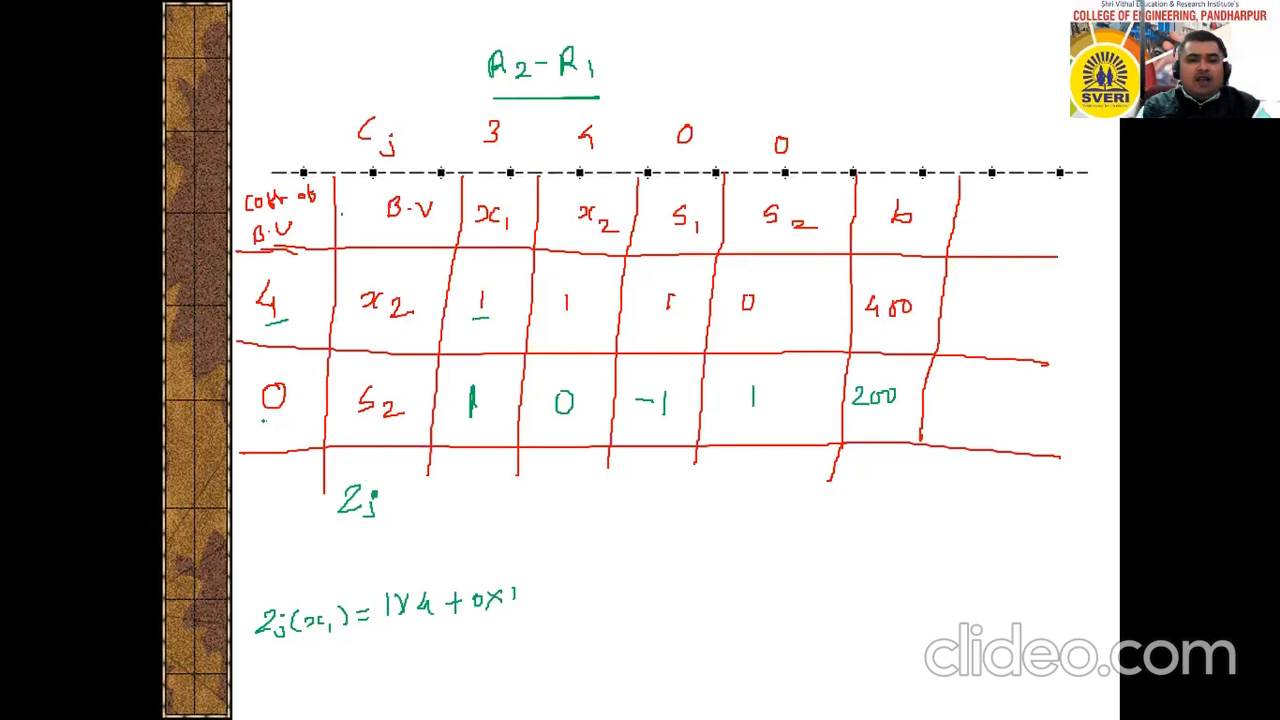 Shri Vithal Education & Research Institute's
COLLEGE OF ENGINEERING, PANDHARPUR
SVERI
R2 - R1
Cj 3 4 0 0
Coff of B.V B.V x1 x2 S1 S2 b
4 x2 1 1 1 0 400
0 S2 1 0 -1 1 200
Zj
Zj(x1) = 1×4 + 0×1
clideo.com